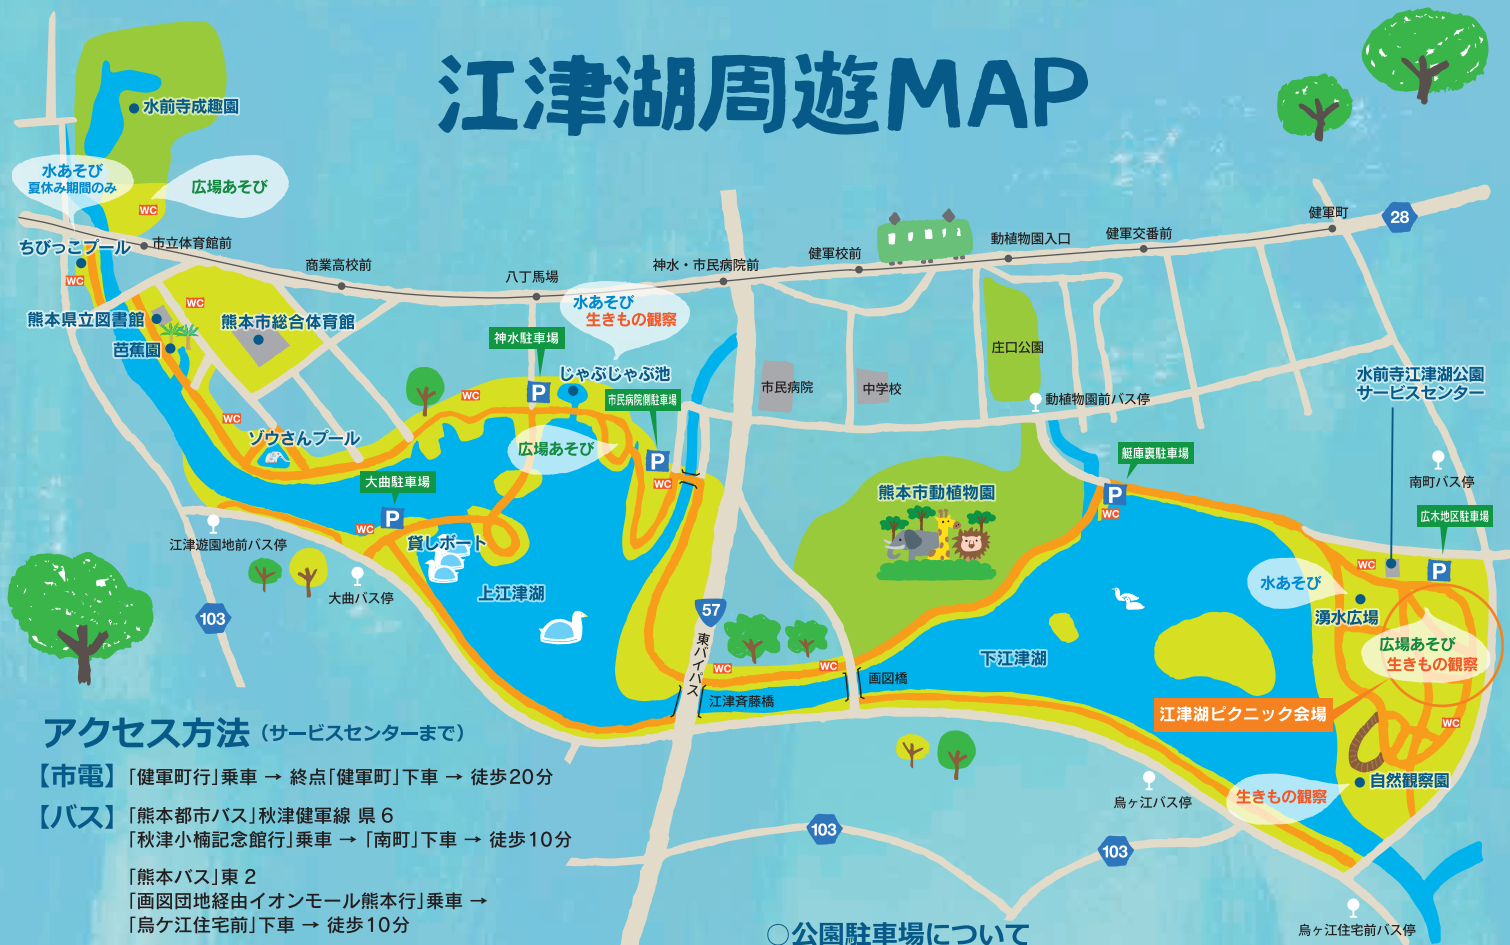 江津湖周遊MAP
水前寺成趣園
水あそび
夏休み期間のみ
広場あそび
WC
ちびっこプール
市立体育館前
WC
商業高校前
八丁馬場
神水・市民病院前
健軍校前
動植物園入口
健軍交番前
健軍町
28
WC
熊本県立図書館
熊本市総合体育館
芭蕉園
水あそび
生きもの観察
神水駐車場
じゃぶじゃぶ池
P
市民病院側駐車場
WC
WC
ゾウさんプール
広場あそび
P
WC
大曲駐車場
P
WC
貸しボート
江津遊園地前バス停
大曲バス停
103
上江津湖
市民病院
中学校
庄口公園
動植物園前バス停
水前寺江津湖公園
サービスセンター
艇庫裏駐車場
P
WC
南町バス停
広木地区駐車場
P
WC
熊本市動植物園
57
東バイパス
WC
WC
江津斉藤橋
画図橋
下江津湖
水あそび
湧水広場
広場あそび
生きもの観察
江津湖ピクニック会場
WC
自然観察園
生きもの観察
烏ヶ江バス停
103
103
烏ヶ江住宅前バス停
アクセス方法(サービスセンターまで)
【市電】「健軍町行」乗車 → 終点「健軍町」下車 → 徒歩20分
【バス】「熊本都市バス」秋津健軍線 県6
「秋津小楠記念館行」乗車 → 「南町」下車 → 徒歩10分
「熊本バス」東2
「画図団地経由イオンモール熊本行」乗車 →
「烏ケ江住宅前」下車 → 徒歩10分
○公園駐車場について